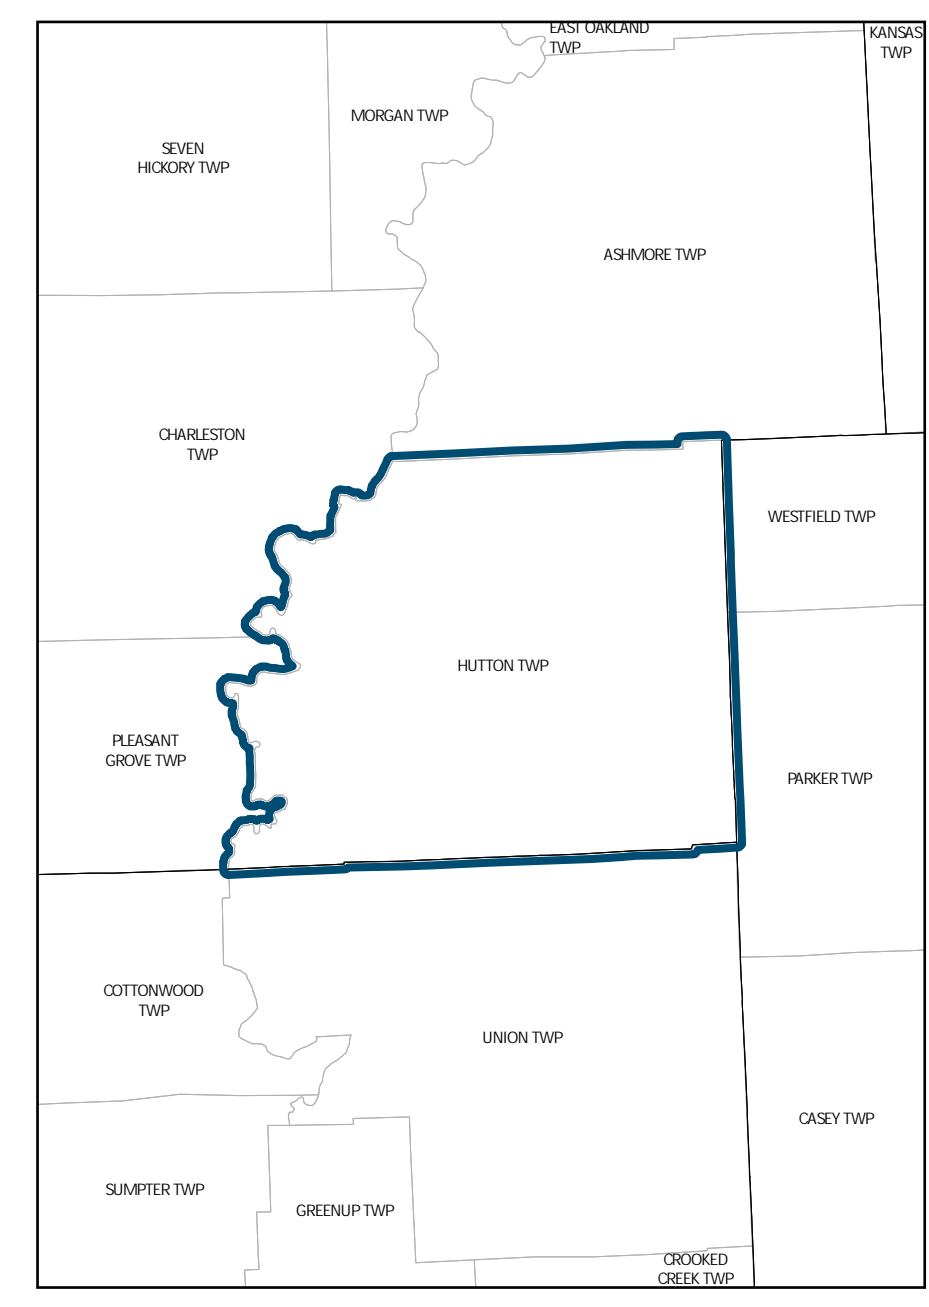 EAST OAKLAND
TWP
KANSAS
TWP
MORGAN TWP
SEVEN
HICKORY TWP
ASHMORE TWP
CHARLESTON
TWP
WESTFIELD TWP
HUTTON TWP
PLEASANT
GROVE TWP
PARKER TWP
COTTONWOOD
TWP
UNION TWP
CASEY TWP
SUMPTER TWP
GREENUP TWP
CROOKED
CREEK TWP